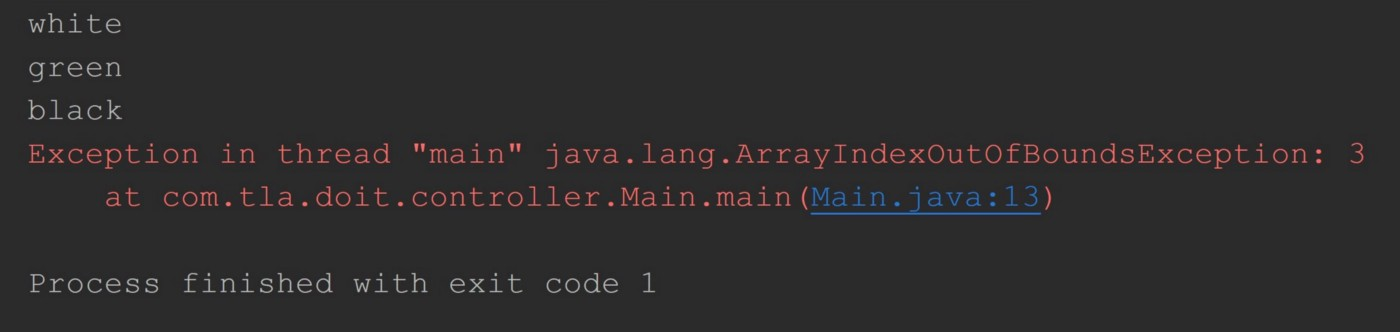 white
green
black
Exception in thread "main" java.lang.ArrayIndexOutOfBoundsException: 3
at com.tla.doit.controller.Main.main(Main.java:13)
Process finished with exit code 1